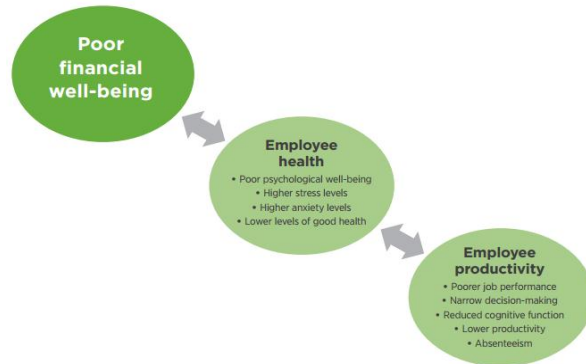 Poor
financial
well-being
Employee
health
• Poor psychological well-being
• Higher stress levels
• Higher anxiety levels
• Lower levels of good health
Employee
productivity
• Poorer job performance
• Narrow decision-making
• Reduced cognitive function
• Lower productivity
• Absenteeism